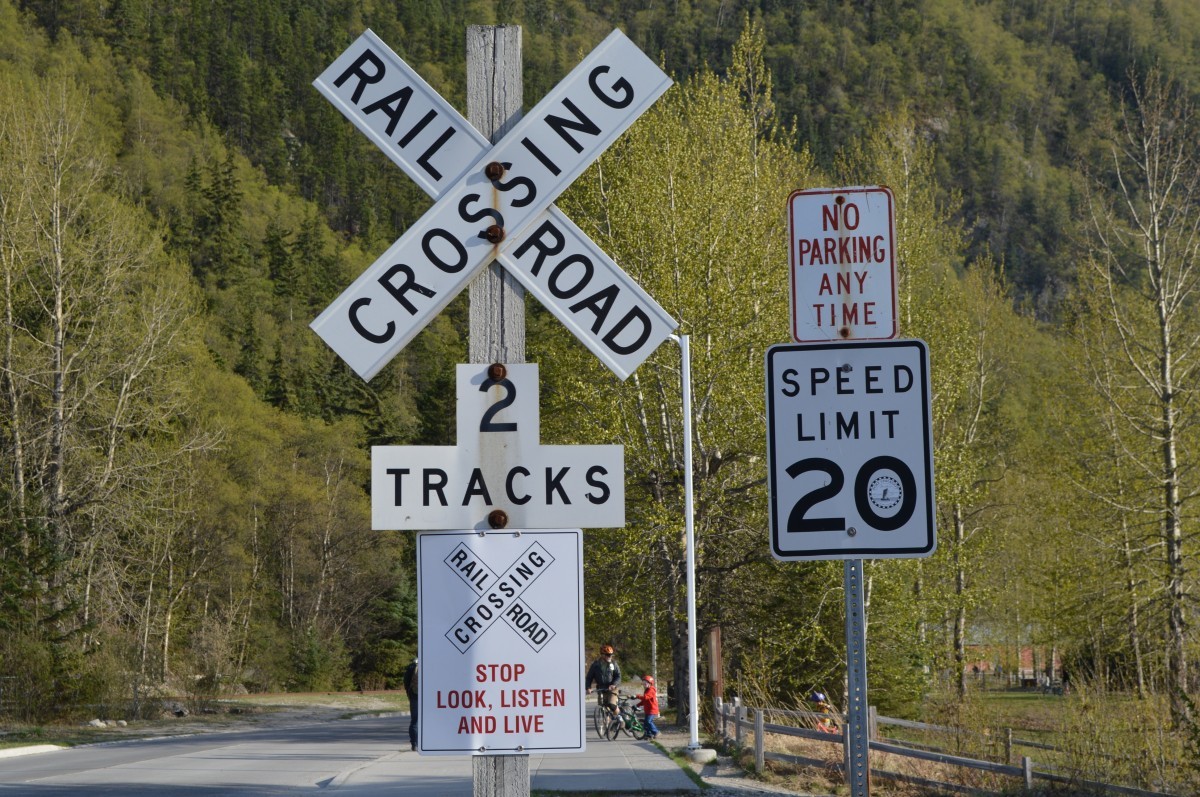 RAIL ROAD
CROSSING
2
TRACKS
RAIL ROAD
CROSSING
STOP
LOOK, LISTEN
AND LIVE
NO
PARKING
ANY
TIME
SPEED
LIMIT
20